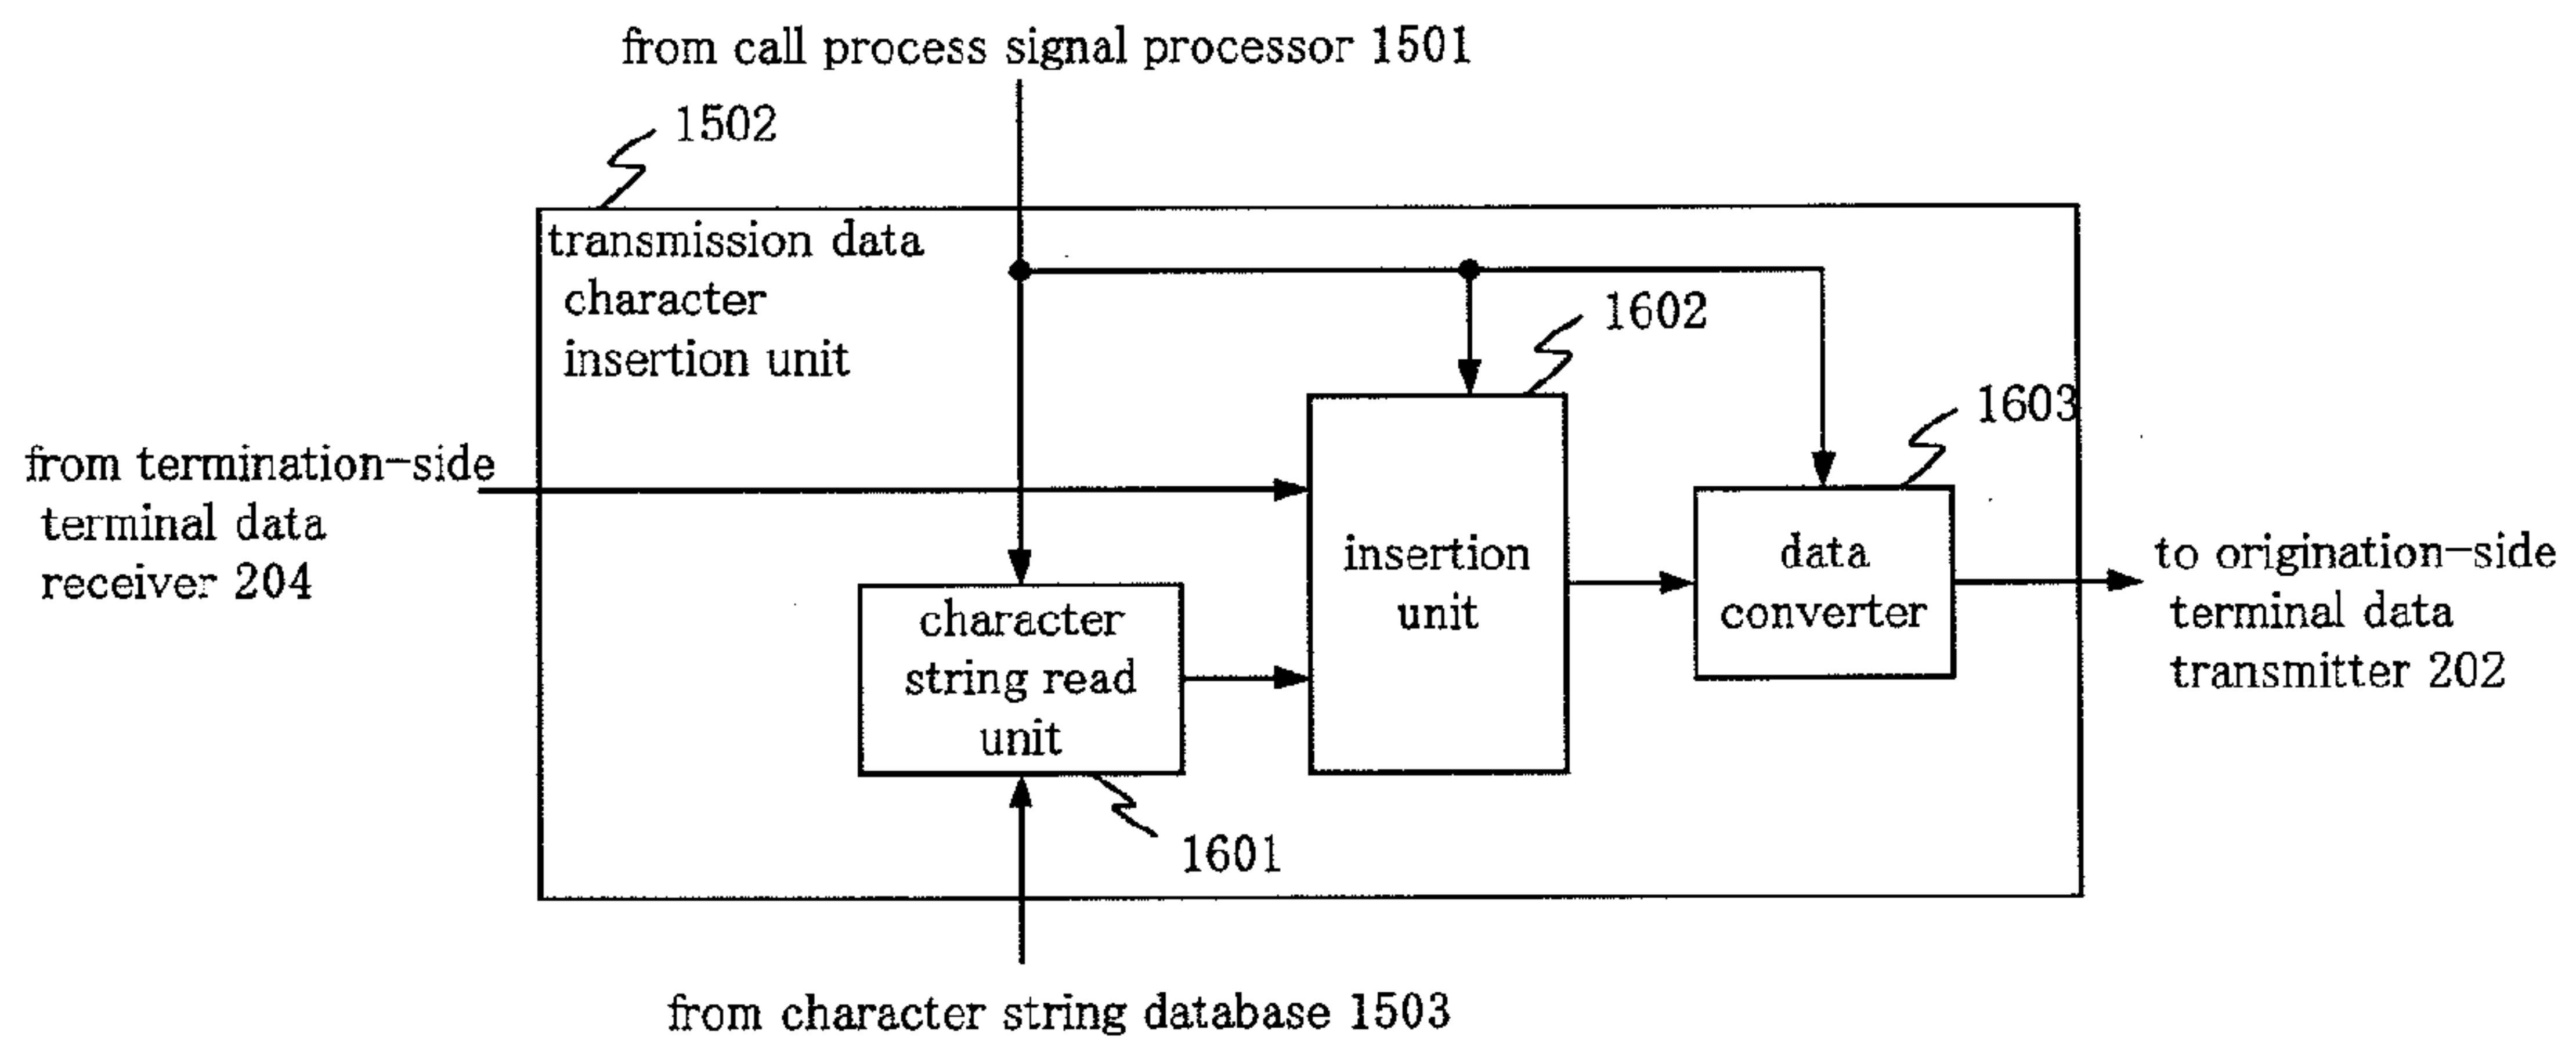 from call process signal processor 1501
1502
transmission data
character
insertion unit
1602
1603
from termination-side
terminal data
receiver 204
insertion
unit
data
converter
to origination-side
terminal data
transmitter 202
character
string read
unit
1601
from character string database 1503